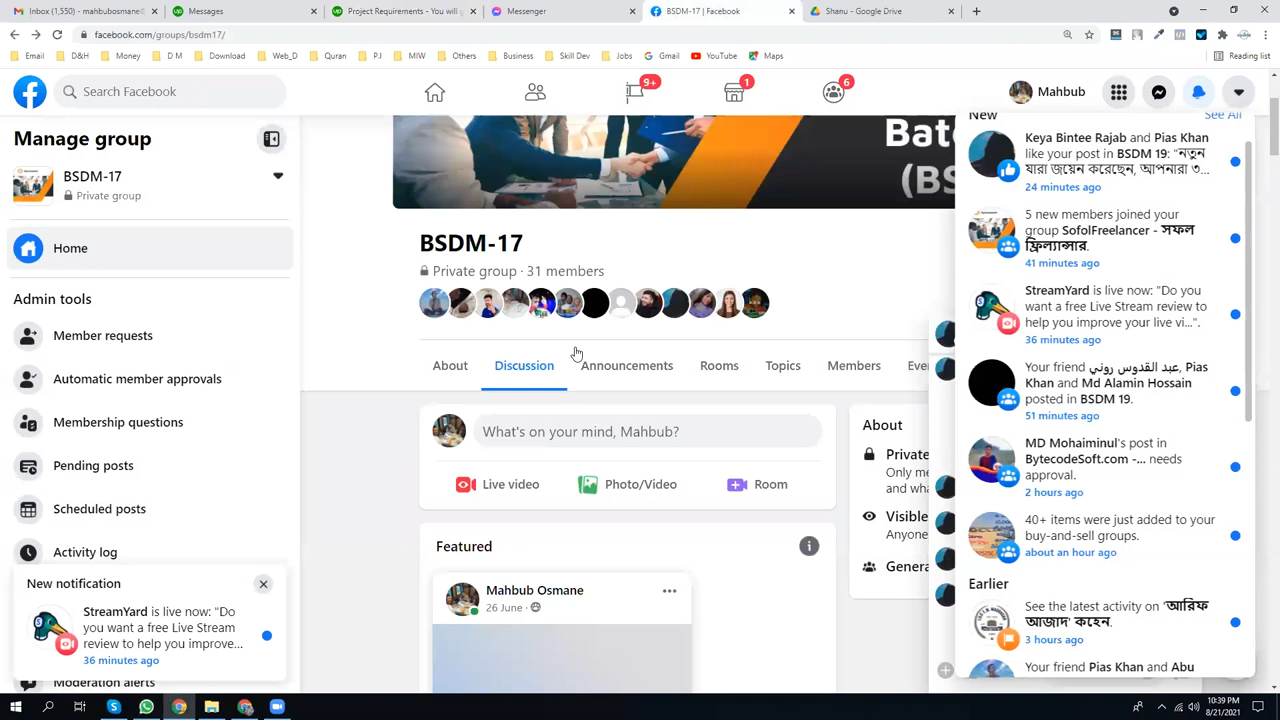 Inbox (1,550) - mahbubosmane@
Messages
Project Requirements - You will g
Messenger
BSDM-17 | Facebook
Shanu - Google Drive
facebook.com/groups/bsdm17/
Email
D&H
Money
D M
Download
Web_D
Quran
P.I
MIW
Others
Business
Skill Dev
Jobs
Gmail
YouTube
Maps
Reading list
Search Facebook
9+
1
6
Mahbub
Manage group
BSDM-17
Private group
Home
Admin tools
Member requests
Automatic member approvals
Membership questions
Pending posts
Scheduled posts
Activity log
New notification
StreamYard is live now: "Do
you want a free Live Stream
review to help you improve...
36 minutes ago
Moderation alerts
Batc
(BS
BSDM-17
Private group · 31 members
About
Discussion
Announcements
Rooms
Topics
Members
Eve
What's on your mind, Mahbub?
Live video
Photo/Video
Room
Featured
Mahbub Osmane
26 June ·
About
Private
Only me
and wha
Visible
Anyone
Genera
New
See All
Keya Bintee Rajab and Pias Khan
like your post in BSDM 19: "নতুন
যারা জয়েন করেছেন, আপনারা ৩...
24 minutes ago
5 new members joined your
group SofolFreelancer - সফল
ফ্রিল্যান্সার.
41 minutes ago
StreamYard is live now: "Do you
want a free Live Stream review to
help you improve your live vi...".
36 minutes ago
Your friend عبد القدوس روني, Pias
Khan and Md Alamin Hossain
posted in BSDM 19.
51 minutes ago
MD Mohaiminul's post in
BytecodeSoft.com -... needs
approval.
2 hours ago
40+ items were just added to your
buy-and-sell groups.
about an hour ago
Earlier
See the latest activity on 'আরিফ
আজাদ' কহেন.
3 hours ago
Your friend Pias Khan and Abu
10:39 PM
8/21/2021